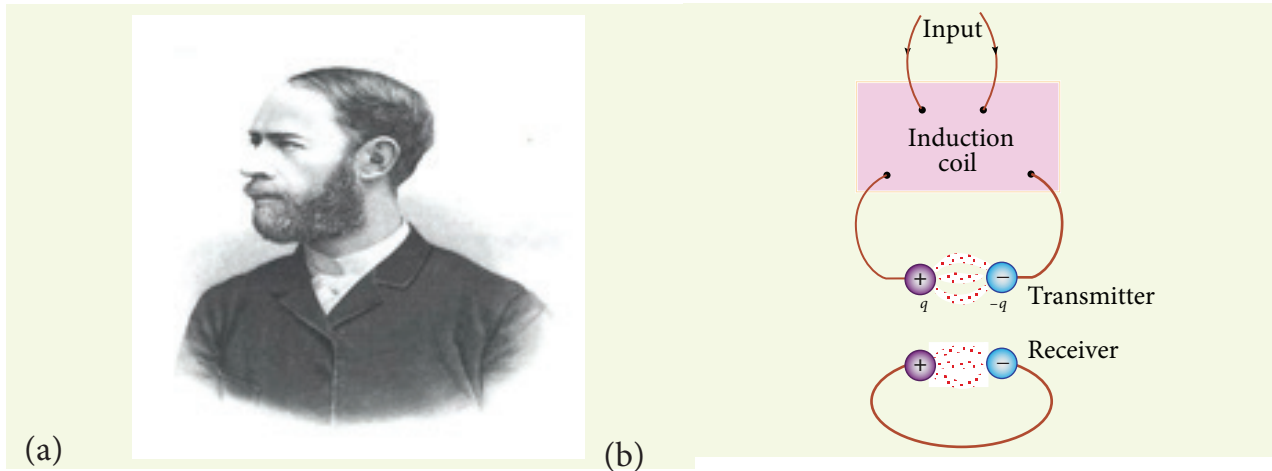 Input
Induction
coil
+
−
q
–q
Transmitter
+
−
Receiver
(a)
(b)